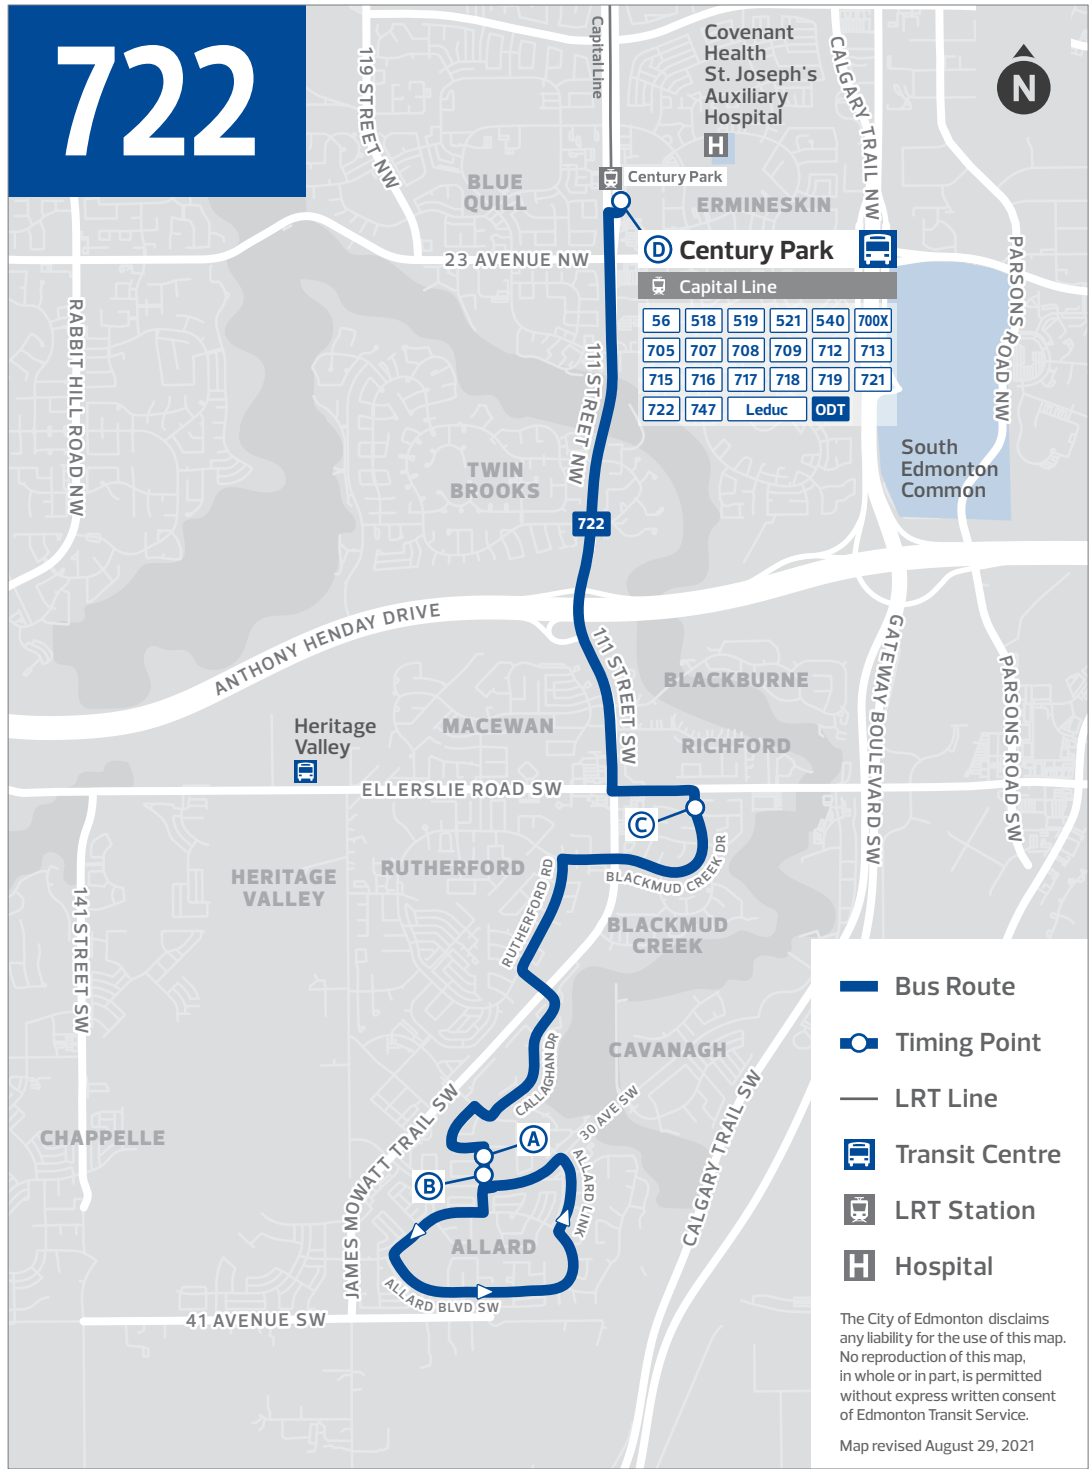 722
119 STREET NW
Capital Line
Covenant
Health
St. Joseph's
Auxiliary
Hospital
H
CALGARY TRAIL NW
N
BLUE
QUILL
Century Park
ERMINESKIN
23 AVENUE NW
D Century Park
Capital Line
56 518 519 521 540 700X
705 707 708 709 712 713
715 716 717 718 719 721
722 747 Leduc ODT
PARSONS ROAD NW
RABBIT HILL ROAD NW
111 STREET NW
South
Edmonton
Common
TWIN
BROOKS
722
ANTHONY HENDAY DRIVE
111 STREET SW
GATEWAY BOULEVARD SW
PARSONS ROAD SW
BLACKBURNE
MACEWAN
RICHFORD
Heritage
Valley
ELLERSLIE ROAD SW
C
RUTHERFORD
HERITAGE
VALLEY
BLACKMUD CREEK DR
RUTHERFORD RD
141 STREET SW
BLACKMUD
CREEK
CAVANAGH
CALLAGHAN DR
30 AVE SW
CHAPPELLE
A
B
ALLARD LINK
JAMES MOWATT TRAIL SW
CALGARY TRAIL SW
ALLARD
ALLARD BLVD SW
41 AVENUE SW
Bus Route
Timing Point
LRT Line
Transit Centre
LRT Station
H Hospital
The City of Edmonton disclaims
any liability for the use of this map.
No reproduction of this map,
in whole or in part, is permitted
without express written consent
of Edmonton Transit Service.
Map revised August 29, 2021